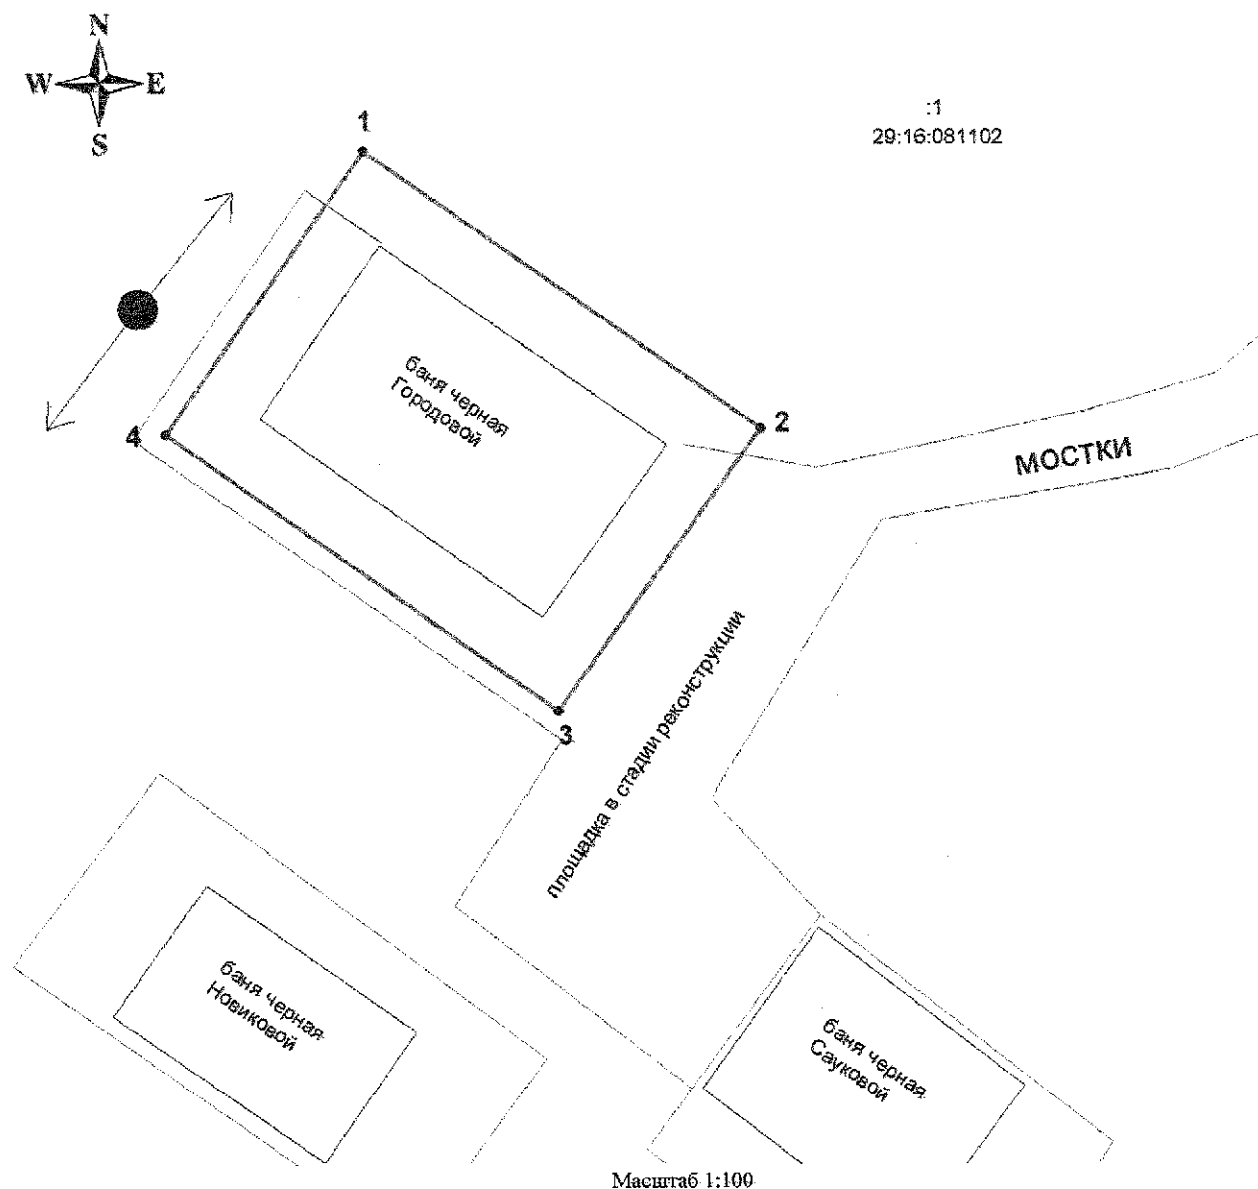 N
W E
S
1
:1
29:16:081102
баня черная
Городовой
2
4
МОСТКИ
3
площадка в стадии реконструкции
баня черная
Новиковой
баня черная
Сауковой
Масштаб 1:100